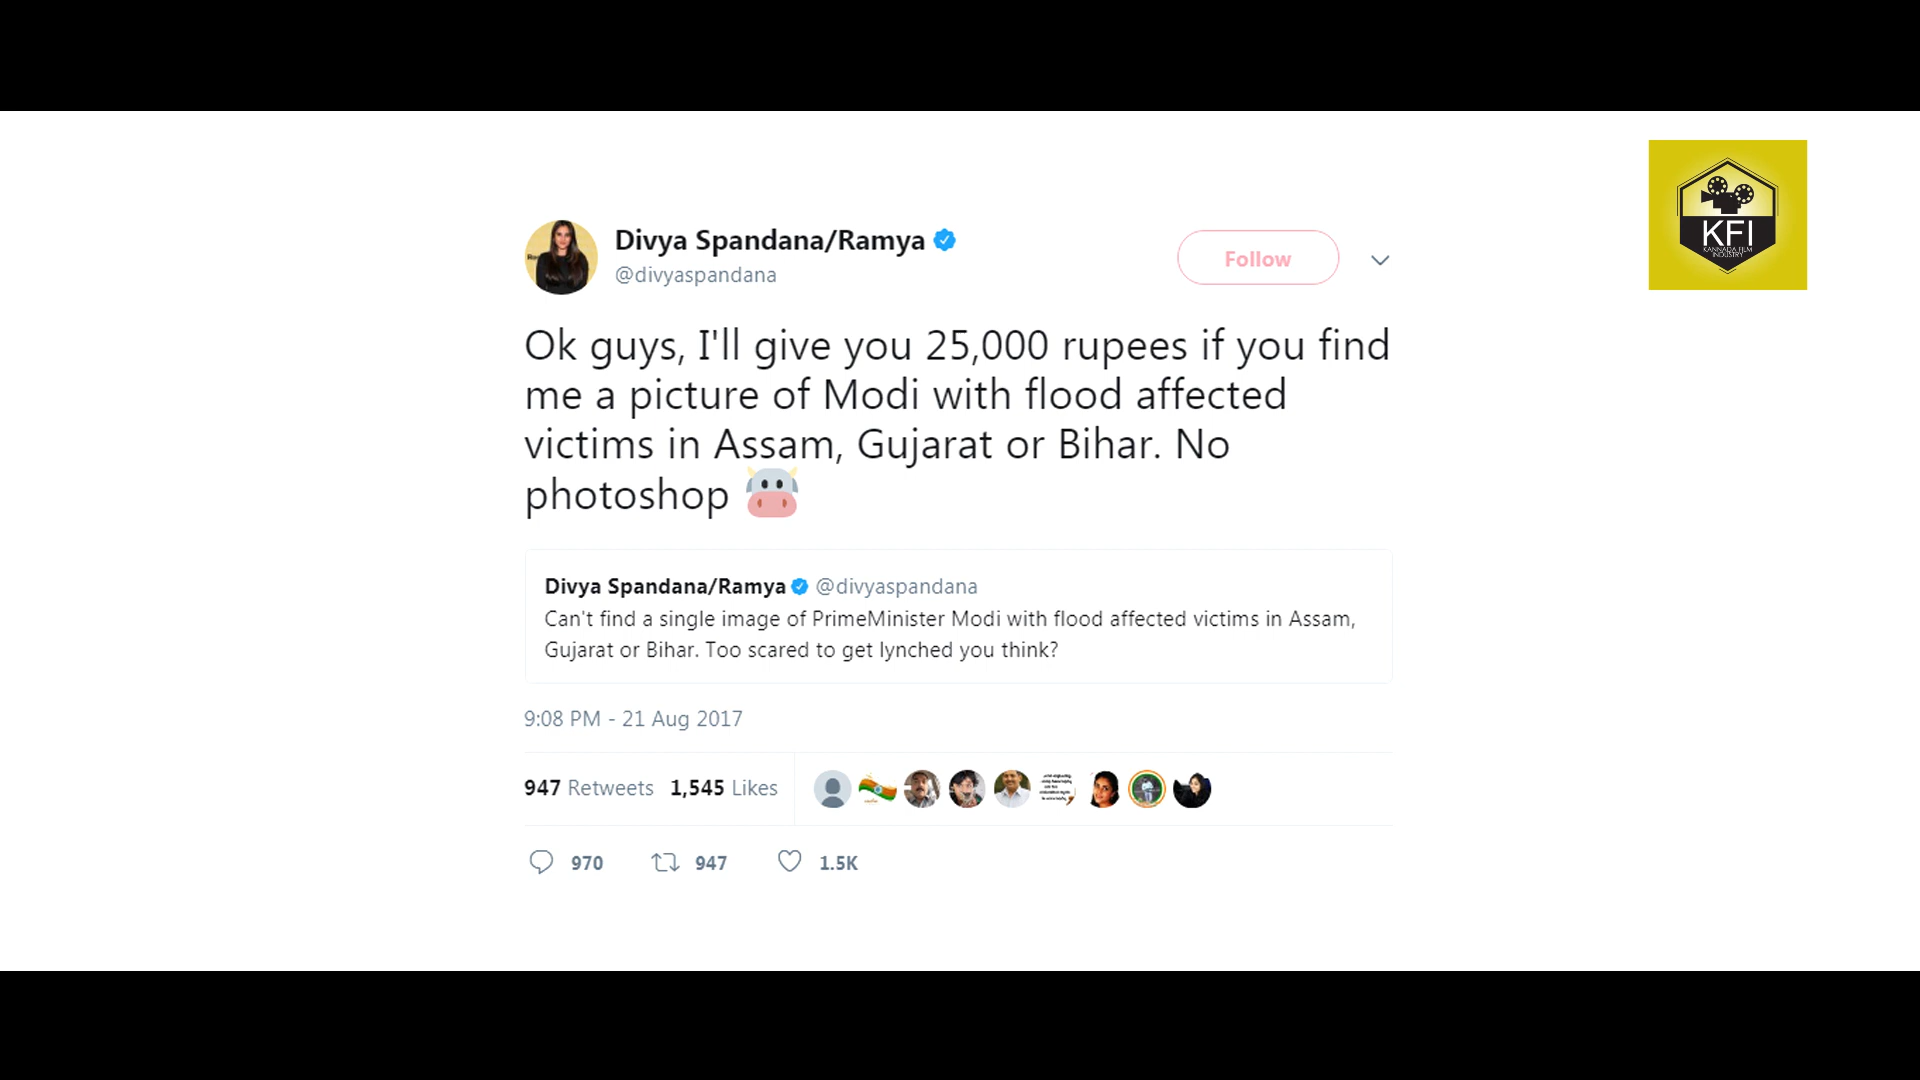 KFI
KANNADA FILM
INDUSTRY
Divya Spandana/Ramya
@divyaspandana
Follow
Ok guys, I'll give you 25,000 rupees if you find
me a picture of Modi with flood affected
victims in Assam, Gujarat or Bihar. No
photoshop
Divya Spandana/Ramya @divyaspandana
Can't find a single image of PrimeMinister Modi with flood affected victims in Assam,
Gujarat or Bihar. Too scared to get lynched you think?
9:08 PM - 21 Aug 2017
947 Retweets 1,545 Likes
970 947 1.5K